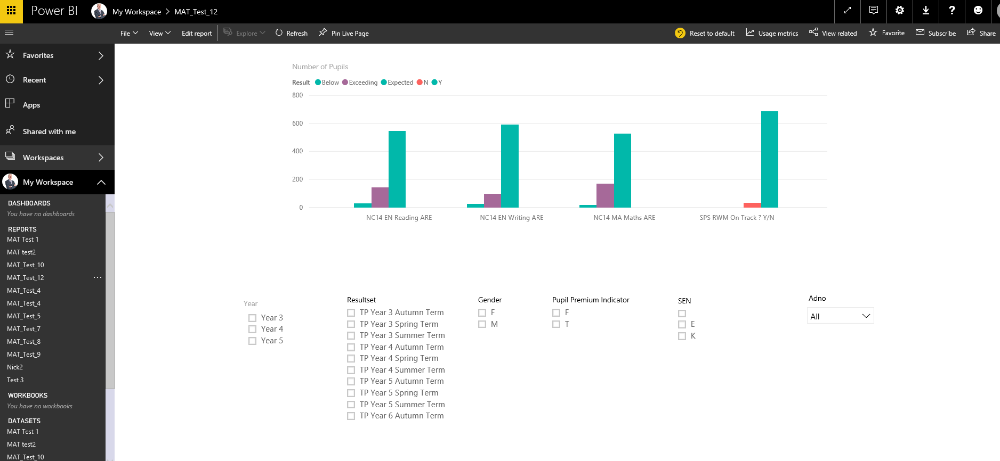 Power BI My Workspace > MAT_Test_12
File View Edit report Explore Refresh Pin Live Page Reset to default Usage metrics View related Favorite Subscribe Share
Favorites
Recent
Apps
Shared with me
Workspaces
My Workspace
DASHBOARDS
You have no dashboards
REPORTS
MAT Test 1
MAT test2
MAT_Test_10
MAT_Test_12 ...
MAT_Test_4
MAT_Test_4
MAT_Test_5
MAT_Test_7
MAT_Test_8
MAT_Test_9
Nick2
Test 3
WORKBOOKS
You have no workbooks
DATASETS
MAT Test 1
MAT test2
MAT_Test_10
Number of Pupils
Result Below Exceeding Expected N Y
800
600
400
200
0
NC14 EN Reading ARE NC14 EN Writing ARE NC14 MA Maths ARE SPS RWM On Track ? Y/N
Year
Year 3
Year 4
Year 5
Resultset
TP Year 3 Autumn Term
TP Year 3 Spring Term
TP Year 3 Summer Term
TP Year 4 Autumn Term
TP Year 4 Spring Term
TP Year 4 Summer Term
TP Year 5 Autumn Term
TP Year 5 Spring Term
TP Year 5 Summer Term
TP Year 6 Autumn Term
Gender
F
M
Pupil Premium Indicator
F
T
SEN
E
K
Adno
All